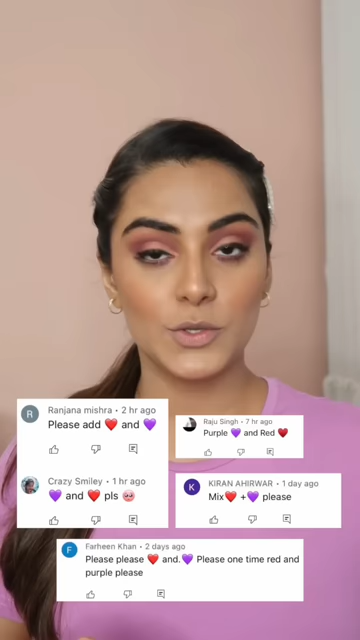 Ranjana mishra • 2 hr ago
Please add ❤️ and 💜
Raju Singh • 7 hr ago
Purple 💜 and Red ❤️
Crazy Smiley • 1 hr ago
💜 and ❤️ pls 🥺
KIRAN AHIRWAR • 1 day ago
Mix❤️ +💜 please
Farheen Khan • 2 days ago
Please please ❤️ and.💜 Please one time red and
purple please
R
K
F